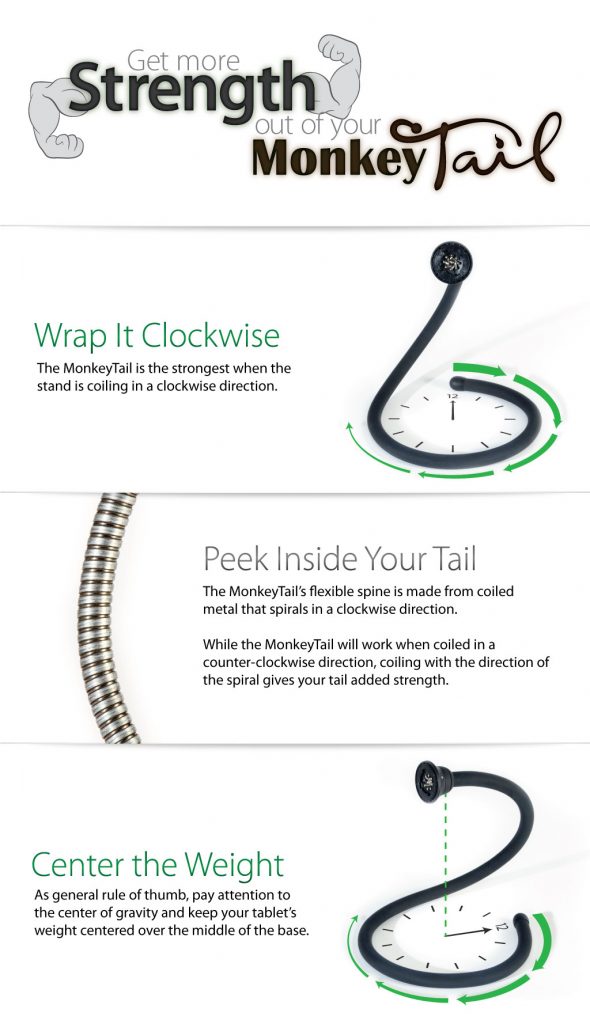 Get more
Strength
out of your
MonkeyTail
Wrap It Clockwise
The MonkeyTail is the strongest when the
stand is coiling in a clockwise direction.
12
Peek Inside Your Tail
The MonkeyTail's flexible spine is made from coiled
metal that spirals in a clockwise direction.
While the MonkeyTail will work when coiled in a
counter-clockwise direction, coiling with the direction of
the spiral gives your tail added strength.
Center the Weight
As general rule of thumb, pay attention to
the center of gravity and keep your tablet's
weight centered over the middle of the base.
12